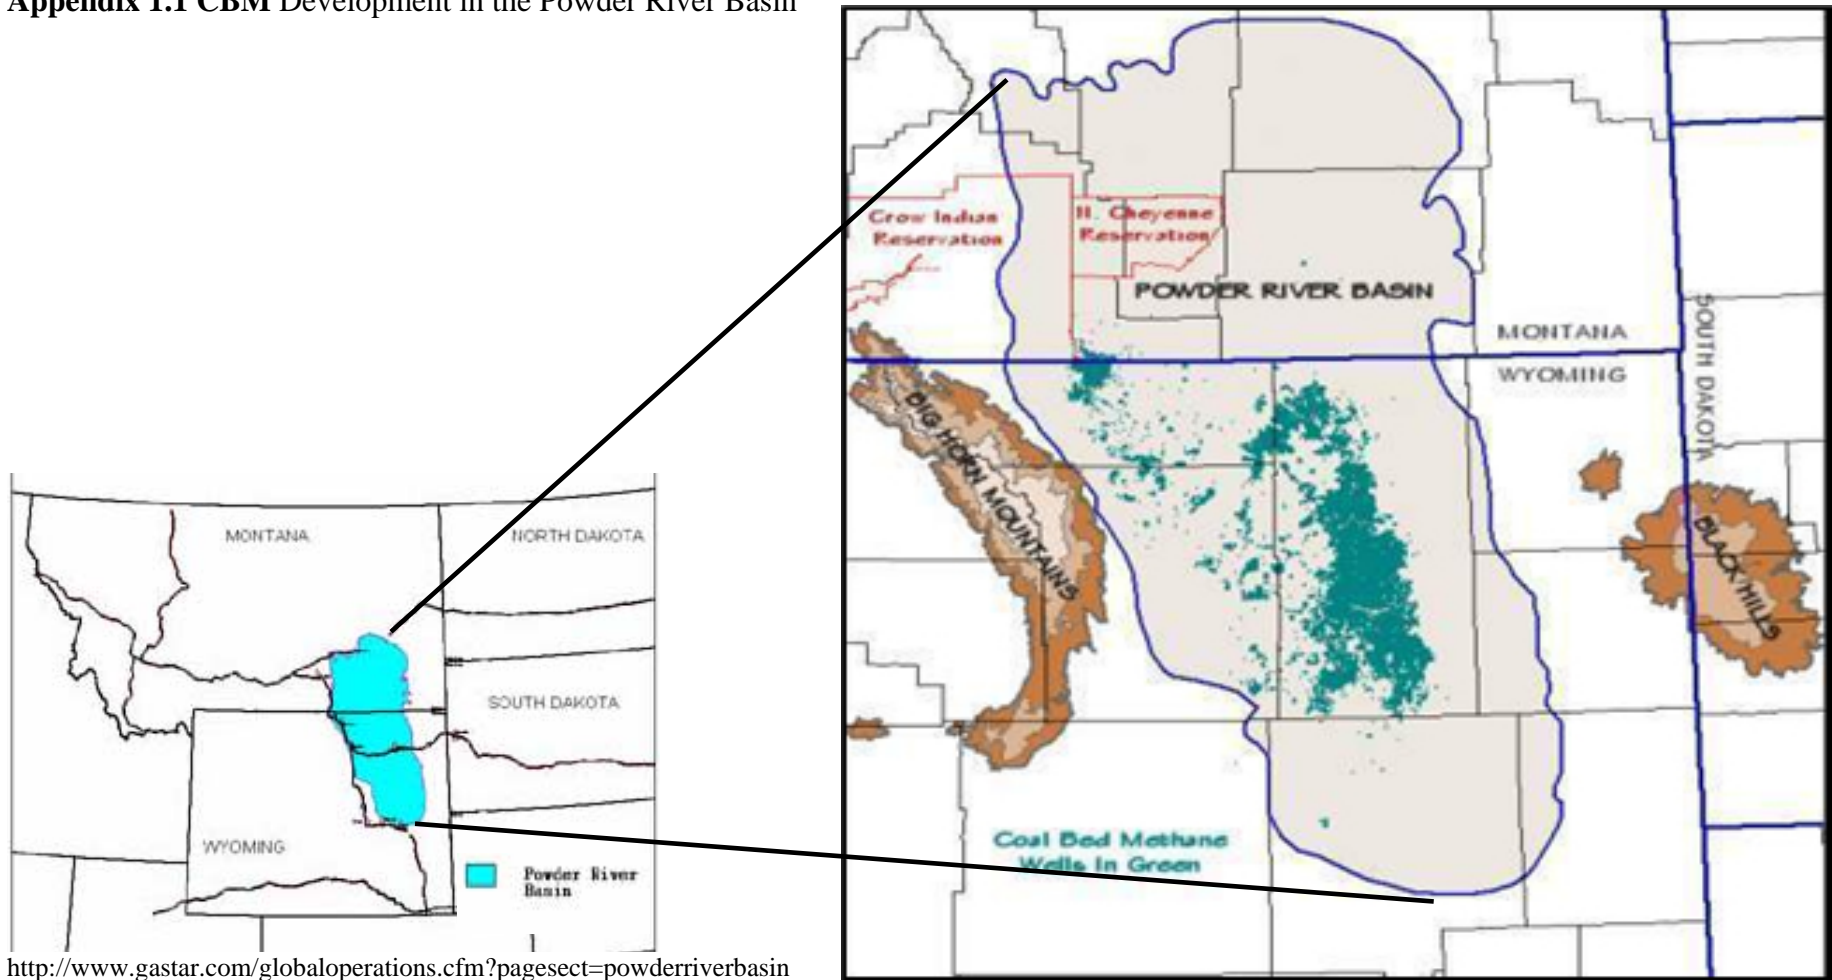 Appendix 1.1 CBM Development in the Powder River Basin
Crow Indian
Reservation
N. Cheyenne
Reservation
POWDER RIVER BASIN
MONTANA
WYOMING
SOUTH DAKOTA
BIG HORN MOUNTAINS
BLACK HILLS
Coal Bed Methane
Wells In Green
MONTANA
NORTH DAKOTA
SOUTH DAKOTA
WYOMING
Powder River
Basin
1
http://www.gastar.com/globaloperations.cfm?pagesect=powderriverbasin